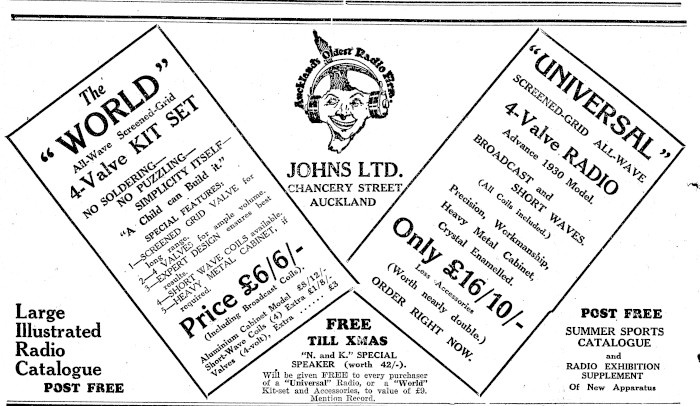 The
"WORLD"
All-Wave Screened-Grid
4-Valve KIT SET
NO SOLDERING—
NO PUZZLING—
SIMPLICITY ITSELF—
"A Child can Build it."
SPECIAL FEATURES:
1—SCREENED GRID VALVE for
long range.
2—VALVES for ample volume.
3—EXPERT DESIGN ensures best
results.
4—SHORT WAVE COILS available.
5—HEAVY METAL CABINET, if
required.
Price £6/6/-
(Including Broadcast Coils).
Aluminium Cabinet Model £8/12/-
Short-Wave Coils (4) Extra £1/8/-
Valves (4-volt), Extra ....... £3
Auckland's Oldest Radio Firm.
JOHNS LTD.
CHANCERY STREET
AUCKLAND
"UNIVERSAL"
SCREENED-GRID ALL-WAVE
4-Valve RADIO
Advance 1930 Model.
BROADCAST and
SHORT WAVES.
(All Coils Included.)
Precision, Workmanship,
Heavy Metal Cabinet,
Crystal Enamelled.
Only £16/10/-
Less Accessories
(Worth nearly double.)
ORDER RIGHT NOW.
Large
Illustrated
Radio
Catalogue
POST FREE
FREE
TILL XMAS
"N. and K." SPECIAL
SPEAKER (worth 42/-).
Will be given FREE to every purchaser
of a "Universal" Radio, or a "World"
Kit-set and Accessories, to value of £9.
Mention Record.
POST FREE
SUMMER SPORTS
CATALOGUE
and
RADIO EXHIBITION
SUPPLEMENT
Of New Apparatus